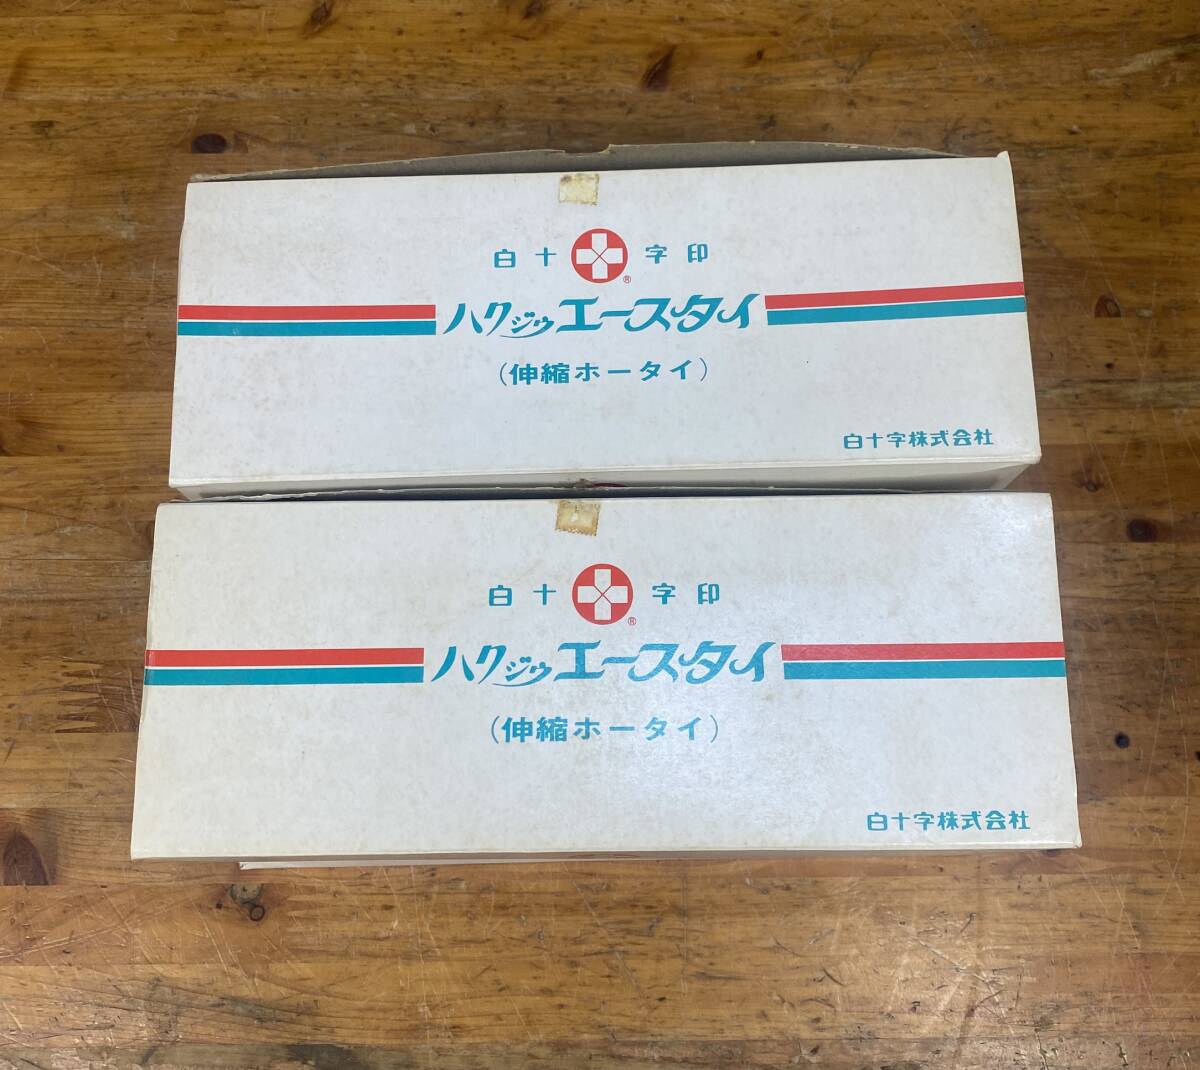 白十字印
®
ハクジウエースタイ
(伸縮ホータイ)
白十字株式会社
白十字印
®
ハクジウエースタイ
(伸縮ホータイ)
白十字株式会社